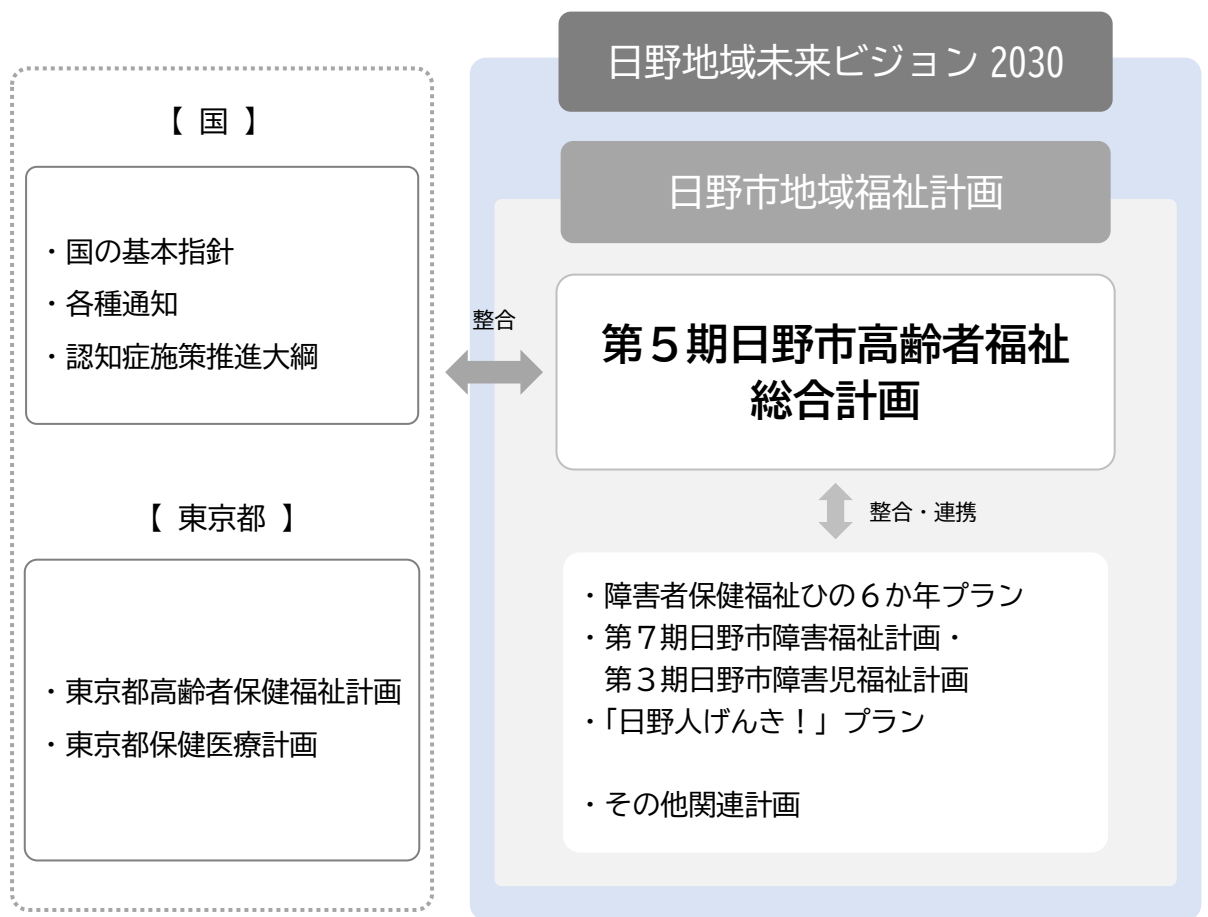 【 国 】
・国の基本指針
・各種通知
・認知症施策推進大綱
【 東京都 】
・東京都高齢者保健福祉計画
・東京都保健医療計画
整合
日野地域未来ビジョン 2030
日野市地域福祉計画
第５期日野市高齢者福祉
総合計画
整合・連携
・障害者保健福祉ひの６か年プラン
・第７期日野市障害福祉計画・
第３期日野市障害児福祉計画
・「日野人げんき！」プラン
・その他関連計画